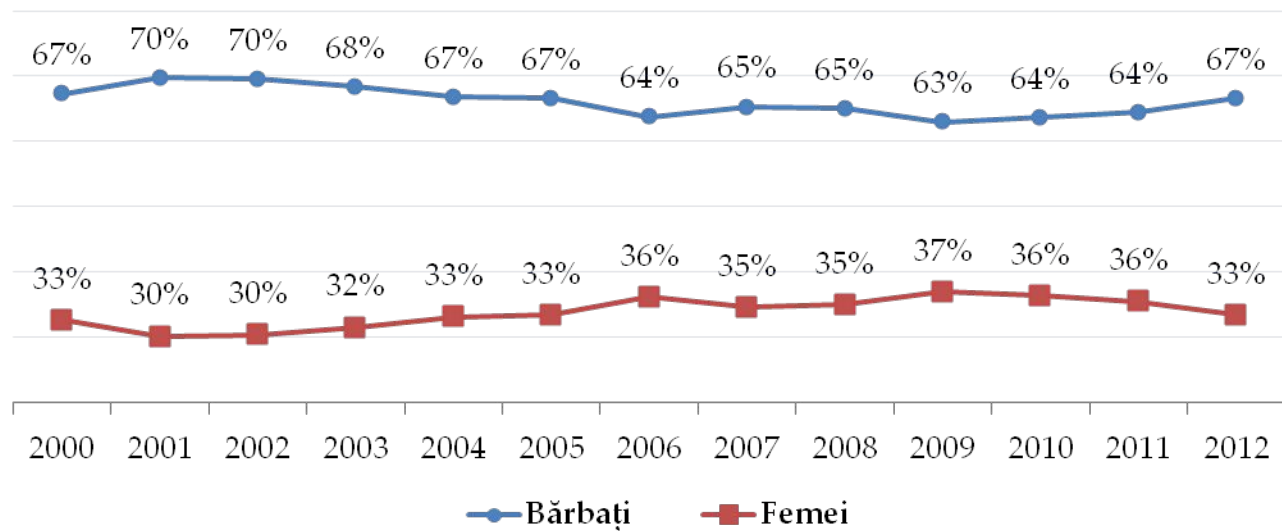 67% 70% 70% 68% 67% 67% 64% 65% 65% 63% 64% 64% 67%
33% 30% 30% 32% 33% 33% 36% 35% 35% 37% 36% 36% 33%
2000 2001 2002 2003 2004 2005 2006 2007 2008 2009 2010 2011 2012
Bărbați Femei